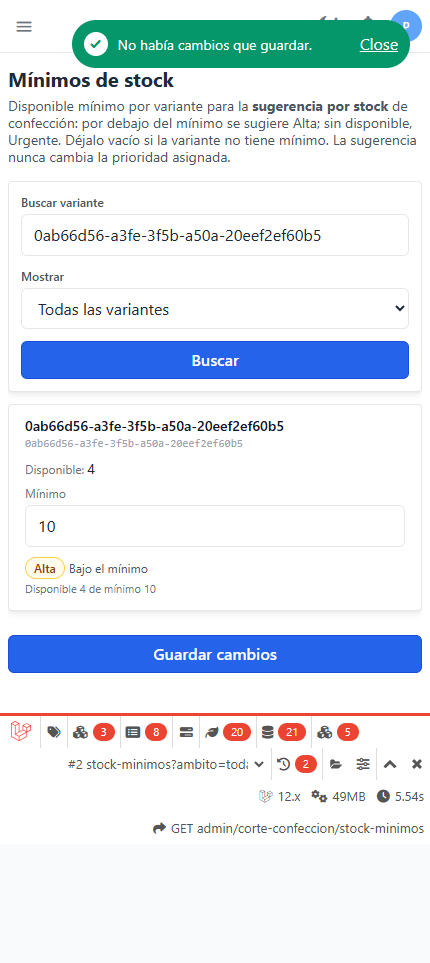 No había cambios que guardar. Close
Mínimos de stock
Disponible mínimo por variante para la sugerencia por stock de
confección: por debajo del mínimo se sugiere Alta; sin disponible,
Urgente. Déjalo vacío si la variante no tiene mínimo. La sugerencia
nunca cambia la prioridad asignada.
Buscar variante
0ab66d56-a3fe-3f5b-a50a-20eef2ef60b5
Mostrar
Todas las variantes
Buscar
0ab66d56-a3fe-3f5b-a50a-20eef2ef60b5
0ab66d56-a3fe-3f5b-a50a-20eef2ef60b5
Disponible: 4
Mínimo
10
Alta Bajo el mínimo
Disponible 4 de mínimo 10
Guardar cambios
3 8 20 21 5
#2 stock-minimos?ambito=toda 2
12.x 49MB 5.54s
GET admin/corte-confeccion/stock-minimos